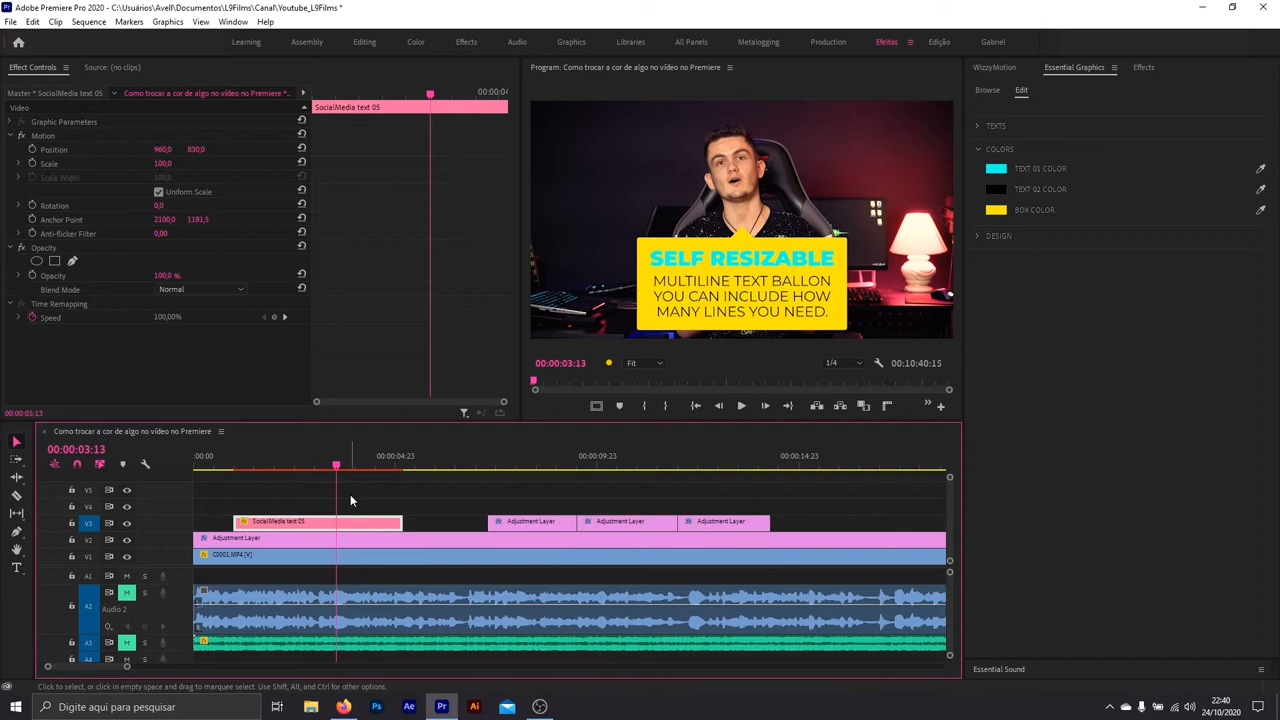 Adobe Premiere Pro 2020 - C:\Usuários\Avell\Documentos\L9Films\Canal\Youtube_L9Films *
File Edit Clip Sequence Markers Graphics View Window Help
Learning Assembly Editing Color Effects Audio Graphics Libraries All Panels Metalogging Production Efeitos Edição Gabriel
Effect Controls Source: (no clips)
Program: Como trocar a cor de algo no vídeo no Premiere
WizzyMotion Essential Graphics Effects
Master * SocialMedia text 05 Como trocar a cor de algo no vídeo no Premiere *... 00:00:04
Browse Edit
Video SocialMedia text 05
Graphic Parameters
Motion
Position 960,0 830,0
Scale 100,0
Scale Width 100,0
Uniform Scale
Rotation 0,0
Anchor Point 2100,0 1181,5
Anti-flicker Filter 0,00
Opacity
Opacity 100,0 %
Blend Mode Normal
Time Remapping
Speed 100,00%
00:00:03:13
SELF RESIZABLE
MULTILINE TEXT BALLON
YOU CAN INCLUDE HOW
MANY LINES YOU NEED.
00:00:03:13 Fit 1/4 00:10:40:15
TEXTS
COLORS
TEXT 01 COLOR
TEXT 02 COLOR
BOX COLOR
DESIGN
Essential Sound
Como trocar a cor de algo no vídeo no Premiere
00:00:03:13
:00:00 00:00:04:23 00:00:09:23 00:00:14:23
V5
V4
V3 SocialMedia text 05 Adjustment Layer Adjustment Layer Adjustment Layer
V2 Adjustment Layer
V1 C0001.MP4 [V]
A1 M S
A2 M S
Audio 2
L
R
A3 M S
A4 M S
Click to select, or click in empty space and drag to marquee select. Use Shift, Alt, and Ctrl for other options.
Digite aqui para pesquisar
Ps Ae Pr Ai
22:40
24/10/2020